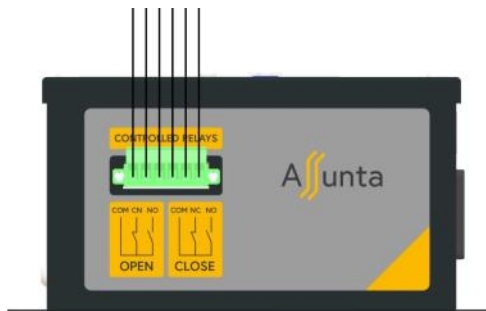 CONTROLLED RELAYS
Assunta
COM CN NO COM NC NO
OPEN CLOSE